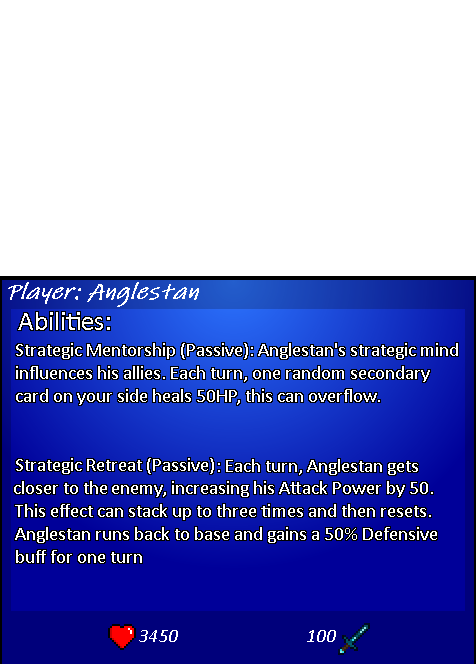 Player: Anglestan
Abilities:
Strategic Mentorship (Passive): Anglestan's strategic mind
influences his allies. Each turn, one random secondary
card on your side heals 50HP, this can overflow.
Strategic Retreat (Passive): Each turn, Anglestan gets
closer to the enemy, increasing his Attack Power by 50.
This effect can stack up to three times and then resets.
Anglestan runs back to base and gains a 50% Defensive
buff for one turn
3450 100